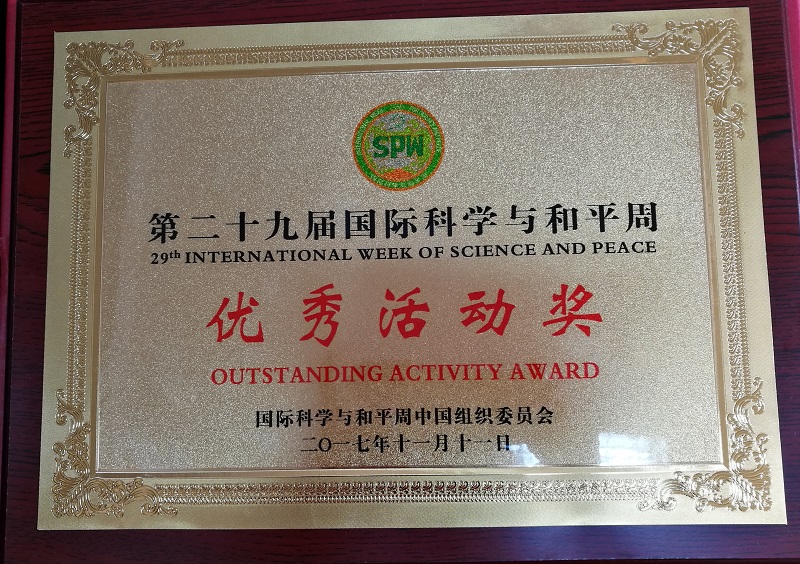 SPW
第二十九届国际科学与和平周
29th INTERNATIONAL WEEK OF SCIENCE AND PEACE
优秀活动奖
OUTSTANDING ACTIVITY AWARD
国际科学与和平周中国组织委员会
二〇一七年十一月十一日